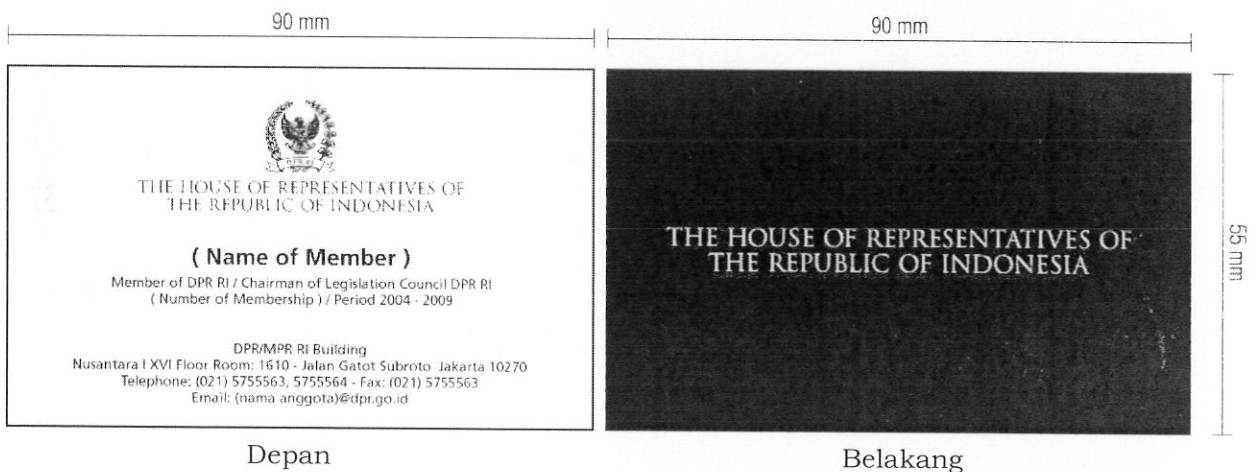 90 mm
90 mm
DPR RI
THE HOUSE OF REPRESENTATIVES OF
THE REPUBLIC OF INDONESIA
( Name of Member )
Member of DPR RI / Chairman of Legislation Council DPR RI
( Number of Membership ) / Period 2004 - 2009
DPR/MPR RI Building
Nusantara I XVI Floor Room: 1610 - Jalan Gatot Subroto Jakarta 10270
Telephone: (021) 5755563, 5755564 - Fax: (021) 5755563
Email: (nama anggota)@dpr.go.id
Depan
THE HOUSE OF REPRESENTATIVES OF
THE REPUBLIC OF INDONESIA
55 mm
Belakang